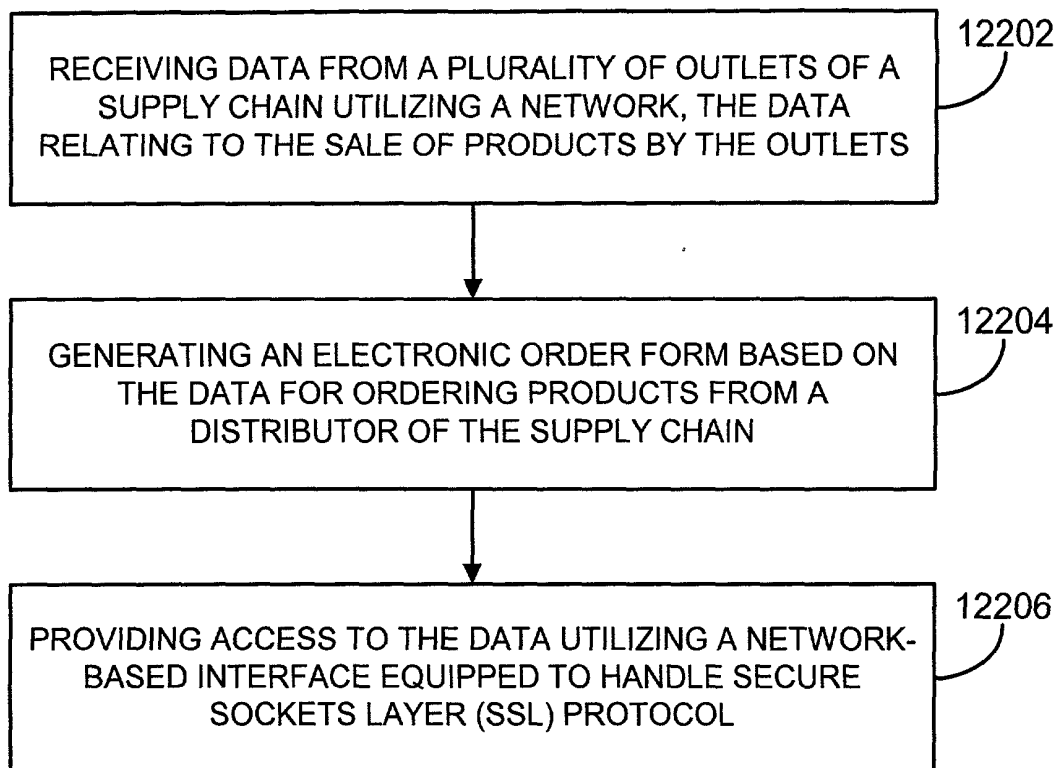 12202
RECEIVING DATA FROM A PLURALITY OF OUTLETS OF A
SUPPLY CHAIN UTILIZING A NETWORK, THE DATA
RELATING TO THE SALE OF PRODUCTS BY THE OUTLETS
12204
GENERATING AN ELECTRONIC ORDER FORM BASED ON
THE DATA FOR ORDERING PRODUCTS FROM A
DISTRIBUTOR OF THE SUPPLY CHAIN
12206
PROVIDING ACCESS TO THE DATA UTILIZING A NETWORK-
BASED INTERFACE EQUIPPED TO HANDLE SECURE
SOCKETS LAYER (SSL) PROTOCOL